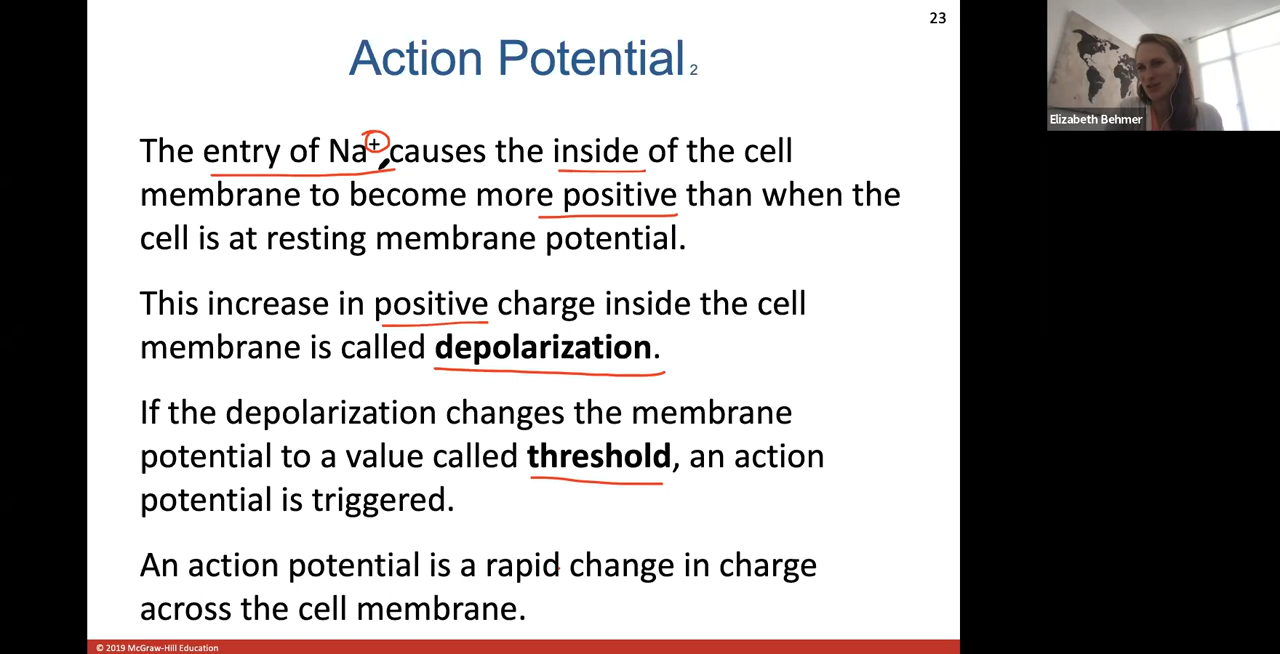 23
Action Potential 2
The entry of Na+ causes the inside of the cell
membrane to become more positive than when the
cell is at resting membrane potential.
This increase in positive charge inside the cell
membrane is called depolarization.
If the depolarization changes the membrane
potential to a value called threshold, an action
potential is triggered.
An action potential is a rapid change in charge
across the cell membrane.
© 2019 McGraw-Hill Education
Elizabeth Behmer